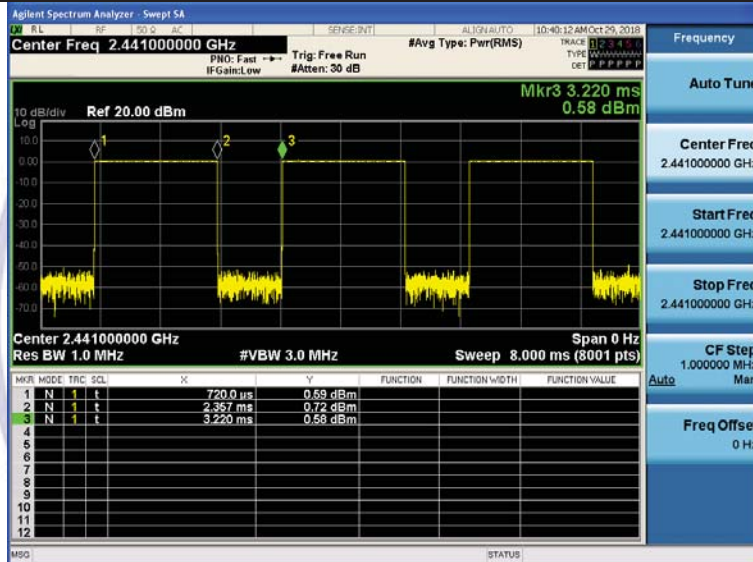 Agilent Spectrum Analyzer - Swept SA
LXI RL RF 50 Ω AC SENSE:INT ALIGNAUTO 10:40:12 AM Oct 29, 2018
Center Freq 2.441000000 GHz #Avg Type: Pwr(RMS) TRACE 1 2 3 4 5 6
PNO: Fast Trig: Free Run TYPE
IFGain:Low #Atten: 30 dB DET P P P P P P
Mkr3 3.220 ms
0.58 dBm
10 dB/div Ref 20.00 dBm
Log
1 2 3
10.0
0.00
-10.0
-20.0
-30.0
-40.0
-50.0
-60.0
-70.0
Center 2.441000000 GHz Span 0 Hz
Res BW 1.0 MHz #VBW 3.0 MHz Sweep 8.000 ms (8001 pts)
MKR MODE TRC SCL X Y FUNCTION FUNCTION WIDTH FUNCTION VALUE
1 N 1 t 720.0 µs 0.59 dBm
2 N 1 t 2.357 ms 0.72 dBm
3 N 1 t 3.220 ms 0.58 dBm
4
5
6
7
8
9
10
11
12
MSG STATUS
Frequency
Auto Tune
Center Freq
2.441000000 GHz
Start Freq
2.441000000 GHz
Stop Freq
2.441000000 GHz
CF Step
1.000000 MHz
Auto Man
Freq Offset
0 Hz